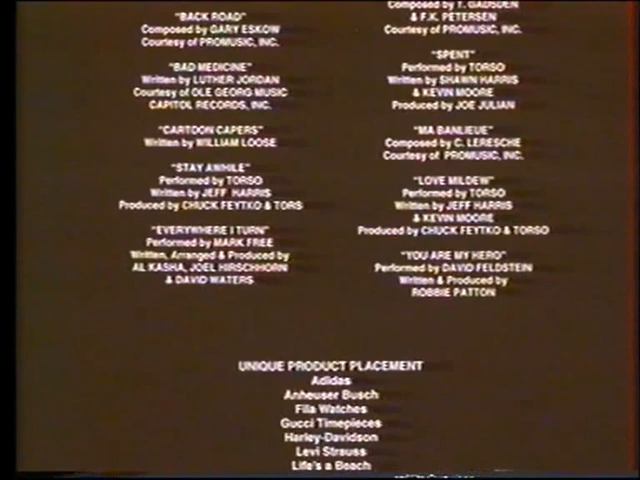 "BACK ROAD"
Composed by GARY ESKOW
Courtesy of PROMUSIC, INC.
"BAD MEDICINE"
Written by LUTHER JORDAN
Courtesy of OLE GEORG MUSIC
CAPITOL RECORDS, INC.
"CARTOON CAPERS"
Written by WILLIAM LOOSE
"STAY AWHILE"
Performed by TORSO
Written by JEFF HARRIS
Produced by CHUCK FEYTKO & TORS
"EVERYWHERE I TURN"
Performed by MARK FREE
Written, Arranged & Produced by
AL KASHA, JOEL HIRSCHHORN
& DAVID WATERS
Composed by T. GADSDEN
& F.K. PETERSEN
Courtesy of PROMUSIC, INC.
"SPENT"
Performed by TORSO
Written by SHAWN HARRIS
& KEVIN MOORE
Produced by JOE JULIAN
"MA BANLIEUE"
Composed by C. LERESCHE
Courtesy of PROMUSIC, INC.
"LOVE MILDEW"
Performed by TORSO
Written by JEFF HARRIS
& KEVIN MOORE
Produced by CHUCK FEYTKO & TORSO
"YOU ARE MY HERO"
Performed by DAVID FELDSTEIN
Written & Produced by
ROBBIE PATTON
UNIQUE PRODUCT PLACEMENT
Adidas
Anheuser Busch
Fila Watches
Gucci Timepieces
Harley-Davidson
Levi Strauss
Life's a Beach